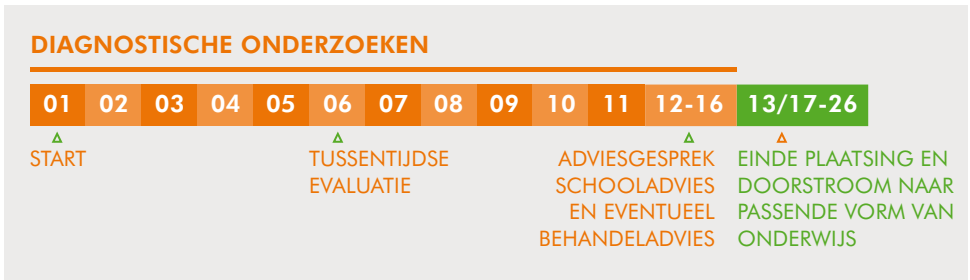 DIAGNOSTISCHE ONDERZOEKEN
01 02 03 04 05 06 07 08 09 10 11 12-16 13/17-26
START
TUSSENTIJDSE
EVALUATIE
ADVIESGESPREK
SCHOOLADVIES
EN EVENTUEEL
BEHANDELADVIES
EINDE PLAATSING EN
DOORSTROOM NAAR
PASSENDE VORM VAN
ONDERWIJS